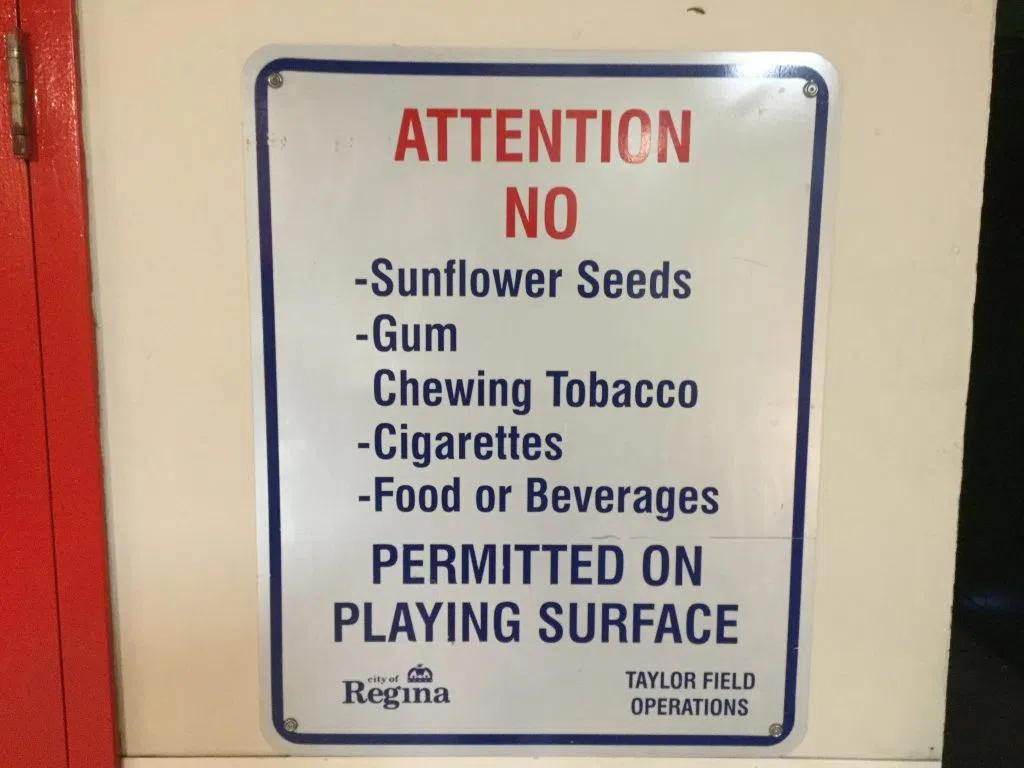 ATTENTION
NO
-Sunflower Seeds
-Gum
Chewing Tobacco
-Cigarettes
-Food or Beverages
PERMITTED ON
PLAYING SURFACE
city of
Regina
TAYLOR FIELD
OPERATIONS